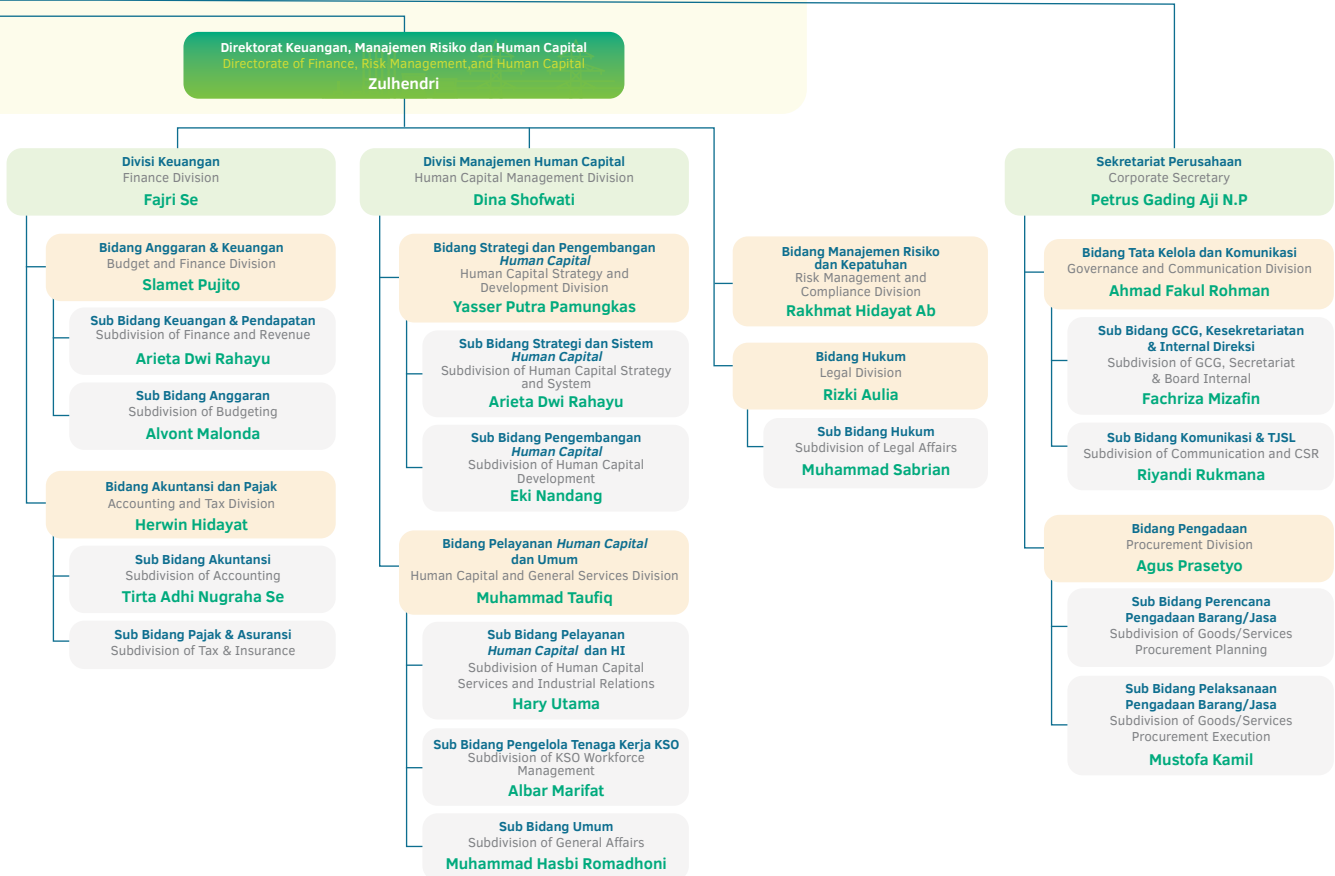 Direktorat Keuangan, Manajemen Risiko dan Human Capital
Directorate of Finance, Risk Management,and Human Capital
Zulhendri
Divisi Keuangan
Finance Division
Fajri Se
Bidang Anggaran & Keuangan
Budget and Finance Division
Slamet Pujito
Sub Bidang Keuangan & Pendapatan
Subdivision of Finance and Revenue
Arieta Dwi Rahayu
Sub Bidang Anggaran
Subdivision of Budgeting
Alvont Malonda
Bidang Akuntansi dan Pajak
Accounting and Tax Division
Herwin Hidayat
Sub Bidang Akuntansi
Subdivision of Accounting
Tirta Adhi Nugraha Se
Sub Bidang Pajak & Asuransi
Subdivision of Tax & Insurance
Divisi Manajemen Human Capital
Human Capital Management Division
Dina Shofwati
Bidang Strategi dan Pengembangan
Human Capital
Human Capital Strategy and
Development Division
Yasser Putra Pamungkas
Sub Bidang Strategi dan Sistem
Human Capital
Subdivision of Human Capital Strategy
and System
Arieta Dwi Rahayu
Sub Bidang Pengembangan
Human Capital
Subdivision of Human Capital
Development
Eki Nandang
Bidang Pelayanan Human Capital
dan Umum
Human Capital and General Services Division
Muhammad Taufiq
Sub Bidang Pelayanan
Human Capital dan HI
Subdivision of Human Capital
Services and Industrial Relations
Hary Utama
Sub Bidang Pengelola Tenaga Kerja KSO
Subdivision of KSO Workforce
Management
Albar Marifat
Sub Bidang Umum
Subdivision of General Affairs
Muhammad Hasbi Romadhoni
Bidang Manajemen Risiko
dan Kepatuhan
Risk Management and
Compliance Division
Rakhmat Hidayat Ab
Bidang Hukum
Legal Division
Rizki Aulia
Sub Bidang Hukum
Subdivision of Legal Affairs
Muhammad Sabrian
Sekretariat Perusahaan
Corporate Secretary
Petrus Gading Aji N.P
Bidang Tata Kelola dan Komunikasi
Governance and Communication Division
Ahmad Fakul Rohman
Sub Bidang GCG, Kesekretariatan
& Internal Direksi
Subdivision of GCG, Secretariat
& Board Internal
Fachriza Mizafin
Sub Bidang Komunikasi & TJSL
Subdivision of Communication and CSR
Riyandi Rukmana
Bidang Pengadaan
Procurement Division
Agus Prasetyo
Sub Bidang Perencana
Pengadaan Barang/Jasa
Subdivision of Goods/Services
Procurement Planning
Sub Bidang Pelaksanaan
Pengadaan Barang/Jasa
Subdivision of Goods/Services
Procurement Execution
Mustofa Kamil